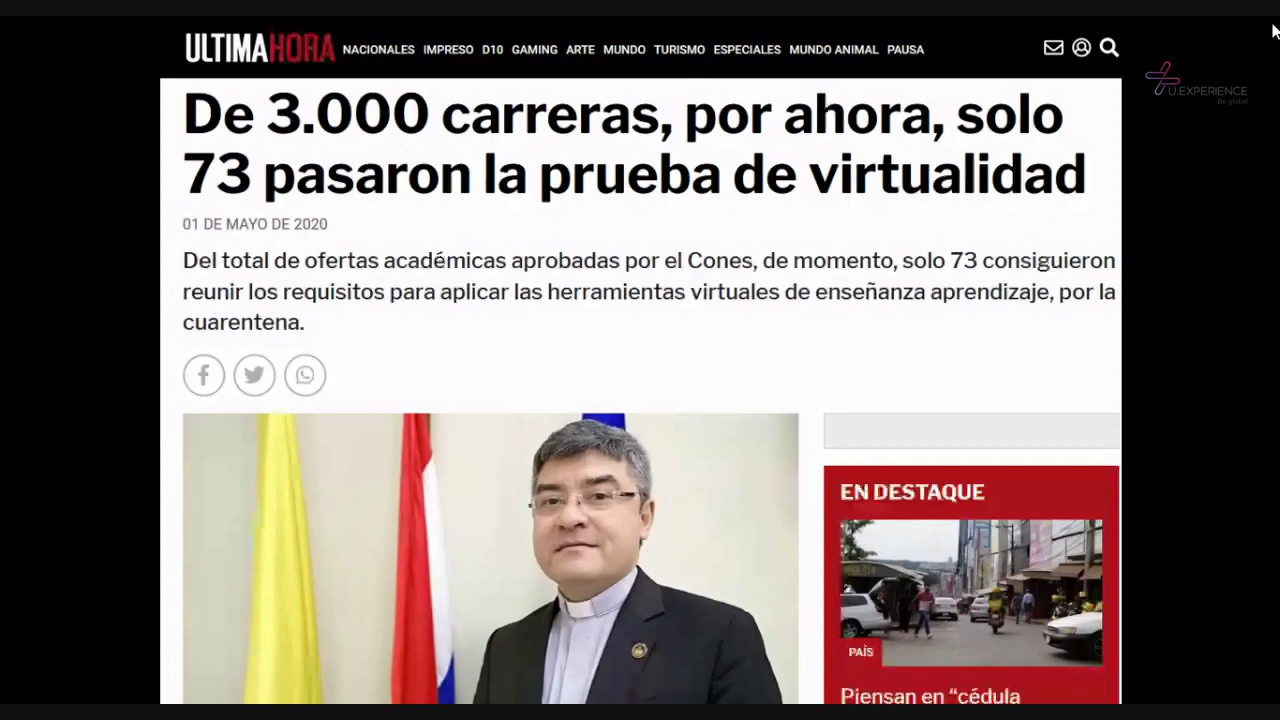 ULTIMAHORA NACIONALES IMPRESO D10 GAMING ARTE MUNDO TURISMO ESPECIALES MUNDO ANIMAL PAUSA
U.EXPERIENCE
Be global
De 3.000 carreras, por ahora, solo
73 pasaron la prueba de virtualidad
01 DE MAYO DE 2020
Del total de ofertas académicas aprobadas por el Cones, de momento, solo 73 consiguieron
reunir los requisitos para aplicar las herramientas virtuales de enseñanza aprendizaje, por la
cuarentena.
EN DESTAQUE
PAÍS
Piensan en “cédula